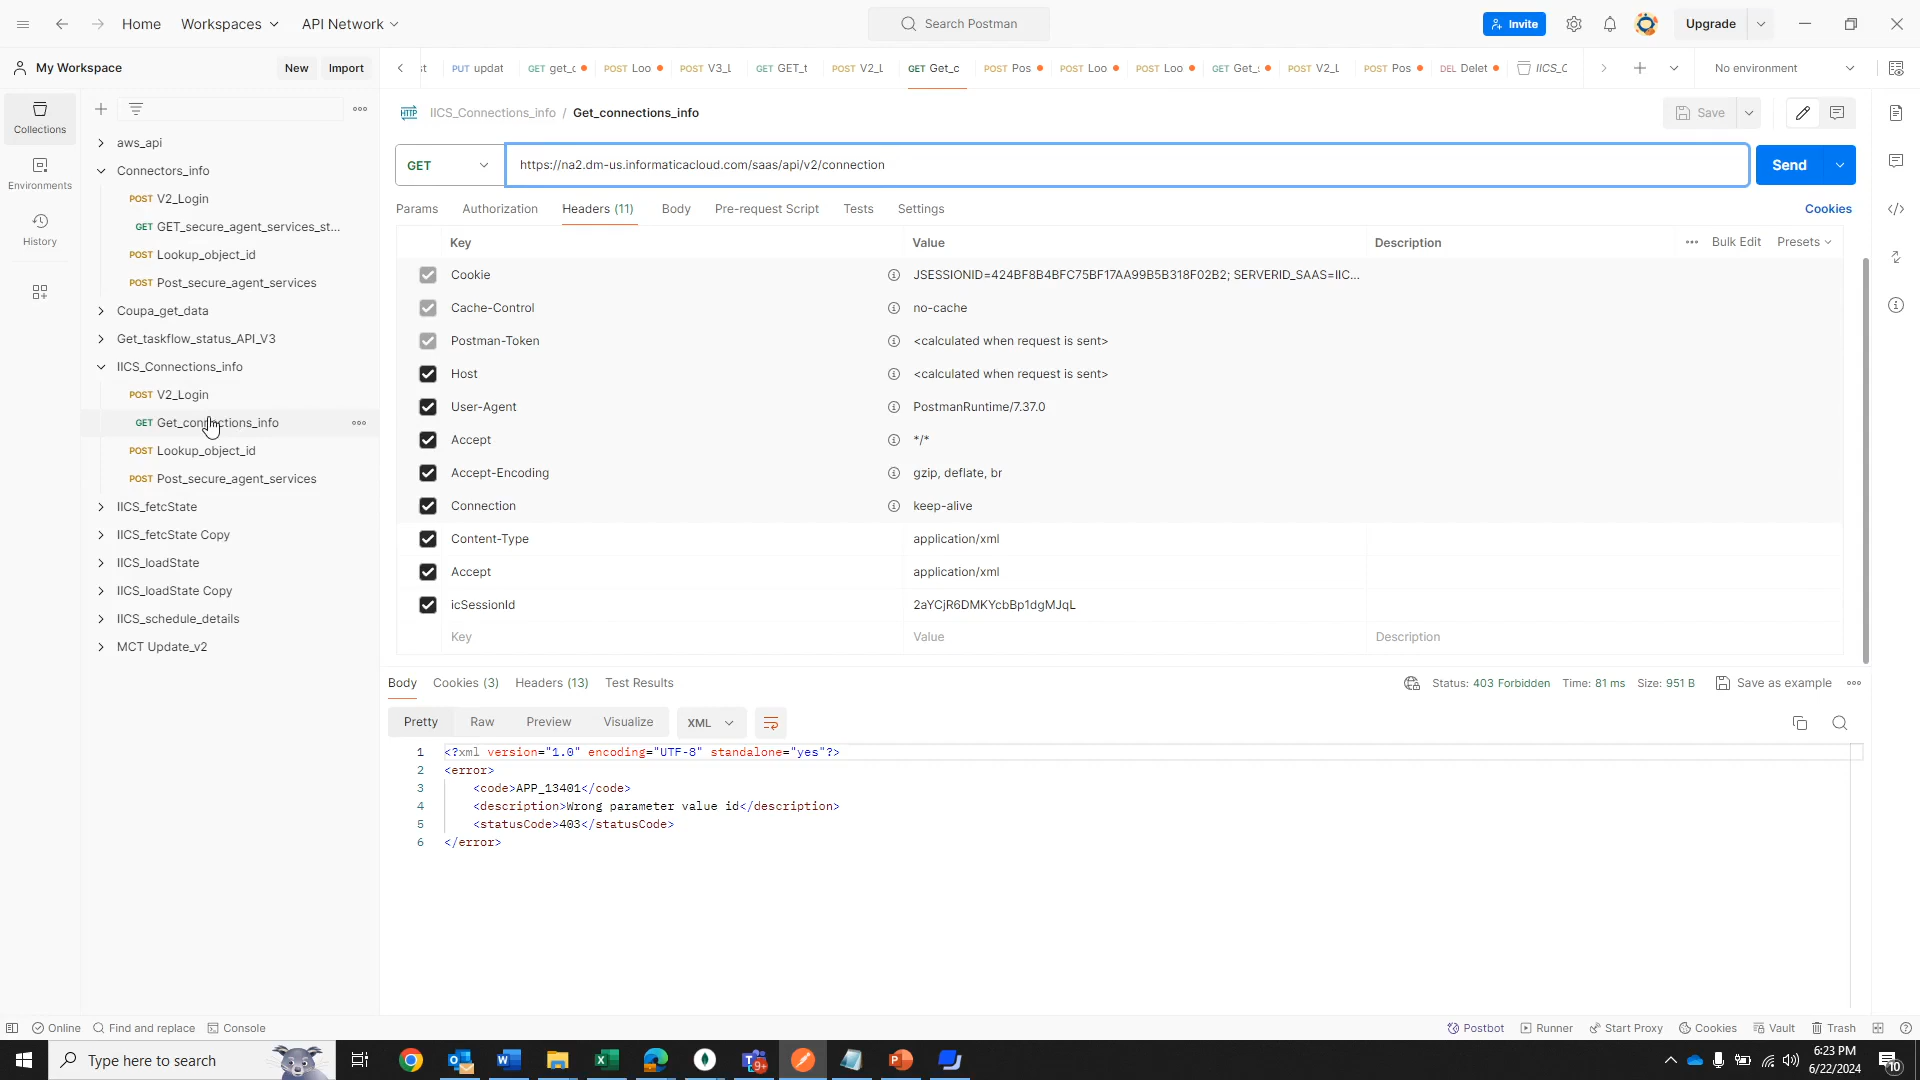 Home
Workspaces
API Network
Search Postman
Invite
Upgrade
My Workspace
New
Import
st
PUT updat
GET get_c
POST Loo
POST V3_L
GET GET_t
POST V2_L
GET Get_c
POST Pos
POST Loo
POST Loo
GET Get_s
POST V2_L
POST Pos
DEL Delet
IICS_C
No environment
Collections
Environments
History
aws_api
Connectors_info
POST V2_Login
GET GET_secure_agent_services_st...
POST Lookup_object_id
POST Post_secure_agent_services
Coupa_get_data
Get_taskflow_status_API_V3
IICS_Connections_info
POST V2_Login
GET Get_connections_info
POST Lookup_object_id
POST Post_secure_agent_services
IICS_fetcState
IICS_fetcState Copy
IICS_loadState
IICS_loadState Copy
IICS_schedule_details
MCT Update_v2
HTTP IICS_Connections_info / Get_connections_info
Save
GET
https://na2.dm-us.informaticacloud.com/saas/api/v2/connection
Send
Params Authorization Headers (11) Body Pre-request Script Tests Settings
Cookies
Key Value Description
Bulk Edit Presets
Cookie JSESSIONID=424BF8B4BFC75BF17AA99B5B318F02B2; SERVERID_SAAS=IIC...
Cache-Control no-cache
Postman-Token <calculated when request is sent>
Host <calculated when request is sent>
User-Agent PostmanRuntime/7.37.0
Accept */*
Accept-Encoding gzip, deflate, br
Connection keep-alive
Content-Type application/xml
Accept application/xml
icSessionId 2aYCjR6DMKYcbBp1dgMJqL
Key Value Description
Body Cookies (3) Headers (13) Test Results
Status: 403 Forbidden Time: 81 ms Size: 951 B
Save as example
Pretty Raw Preview Visualize XML
1 <?xml version="1.0" encoding="UTF-8" standalone="yes"?>
2 <error>
3 <code>APP_13401</code>
4 <description>Wrong parameter value id</description>
5 <statusCode>403</statusCode>
6 </error>
Online Find and replace Console
Postbot Runner Start Proxy Cookies Vault Trash
Type here to search
9+
6:23 PM
6/22/2024
10